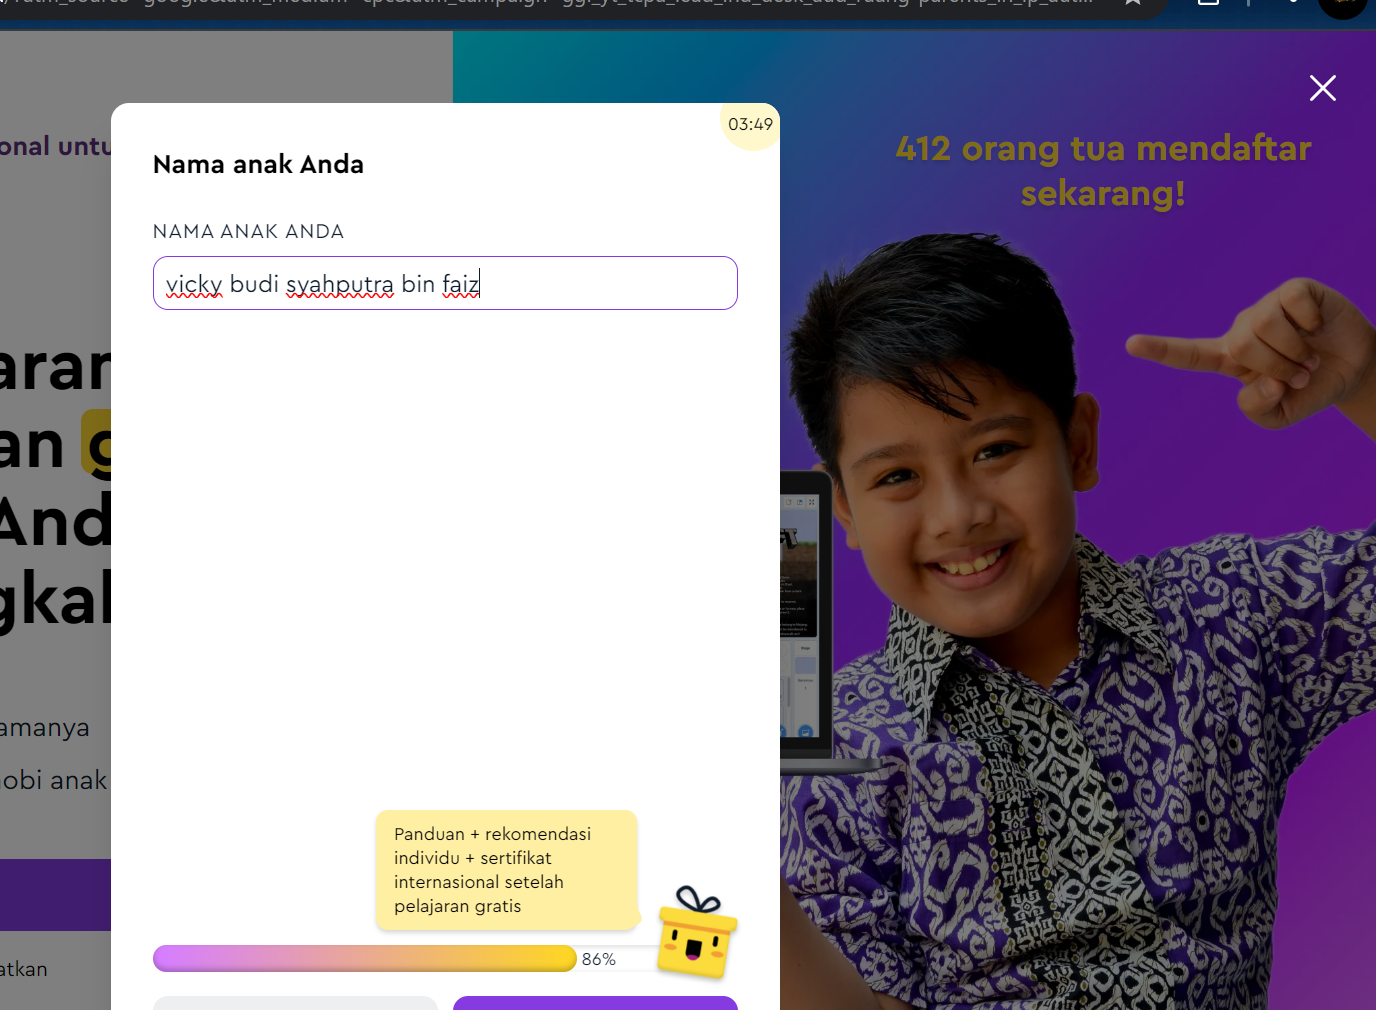 onal untu
03:49
Nama anak Anda
412 orang tua mendaftar
sekarang!
NAMA ANAK ANDA
vicky budi syahputra bin faiz
aran
an g
And
gkal
amanya
obi anak
Panduan + rekomendasi
individu + sertifikat
internasional setelah
pelajaran gratis
86%
atkan